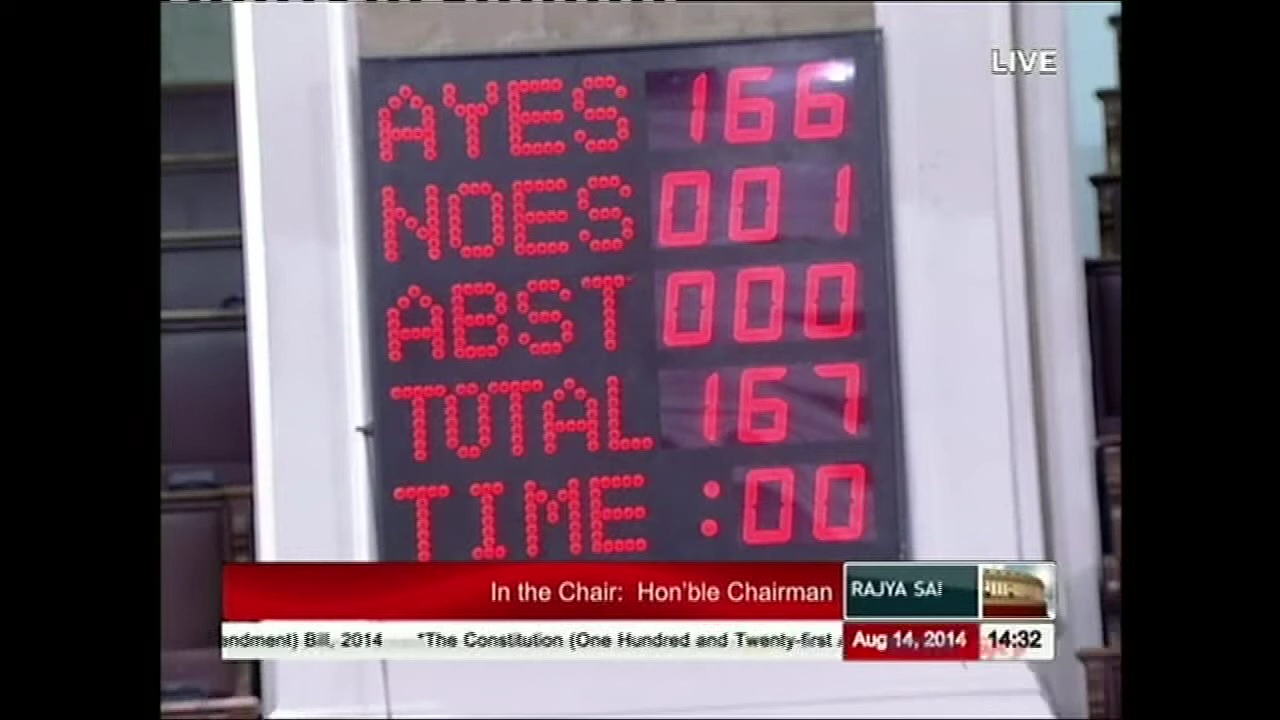 LIVE
AYES 166
NOES 001
ABST 000
TOTAL 167
TIME :00
In the Chair: Hon'ble Chairman
RAJYA SA
endment) Bill, 2014 *The Constitution (One Hundred and Twenty-first A
Aug 14, 2014 14:32